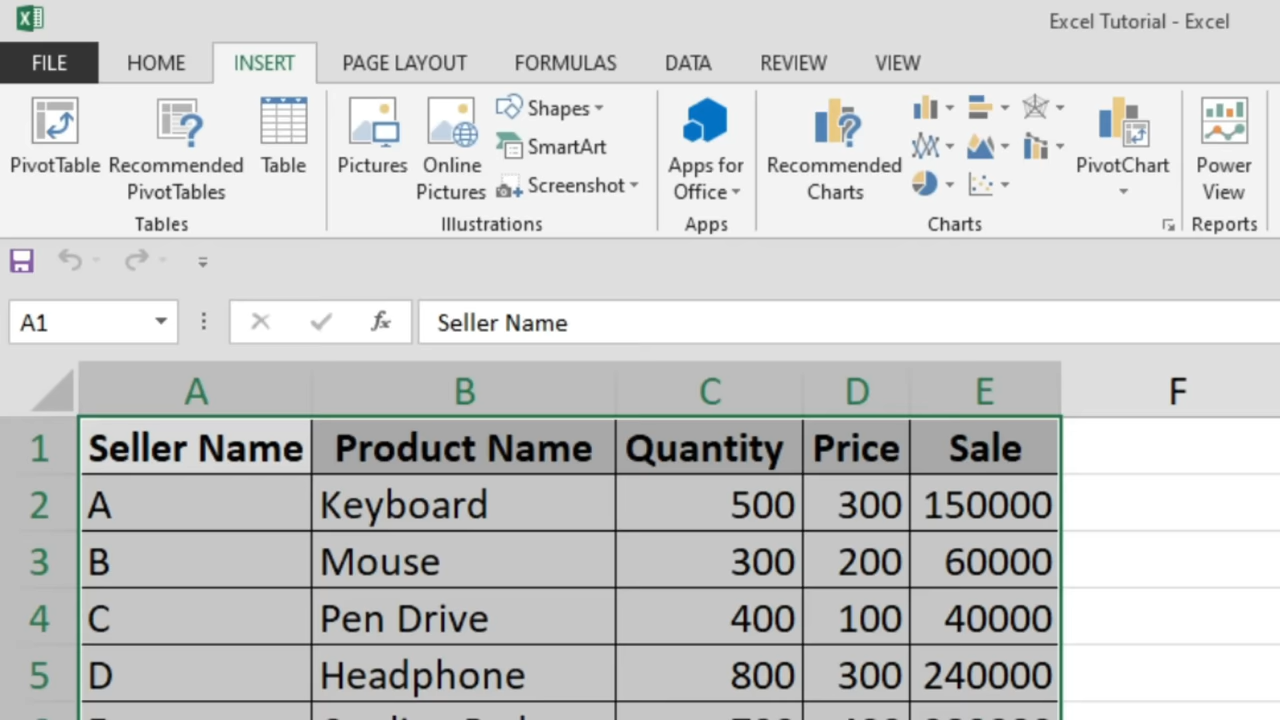 Excel Tutorial - Excel
FILE HOME INSERT PAGE LAYOUT FORMULAS DATA REVIEW VIEW
PivotTable
Recommended
PivotTables
Table
Tables
Pictures
Online
Pictures
Shapes
SmartArt
Screenshot
Illustrations
Apps for
Office
Apps
Recommended
Charts
PivotChart
Charts
Power
View
Reports
A1 fx Seller Name
A B C D E F
1 Seller Name Product Name Quantity Price Sale
2 A Keyboard 500 300 150000
3 B Mouse 300 200 60000
4 C Pen Drive 400 100 40000
5 D Headphone 800 300 240000